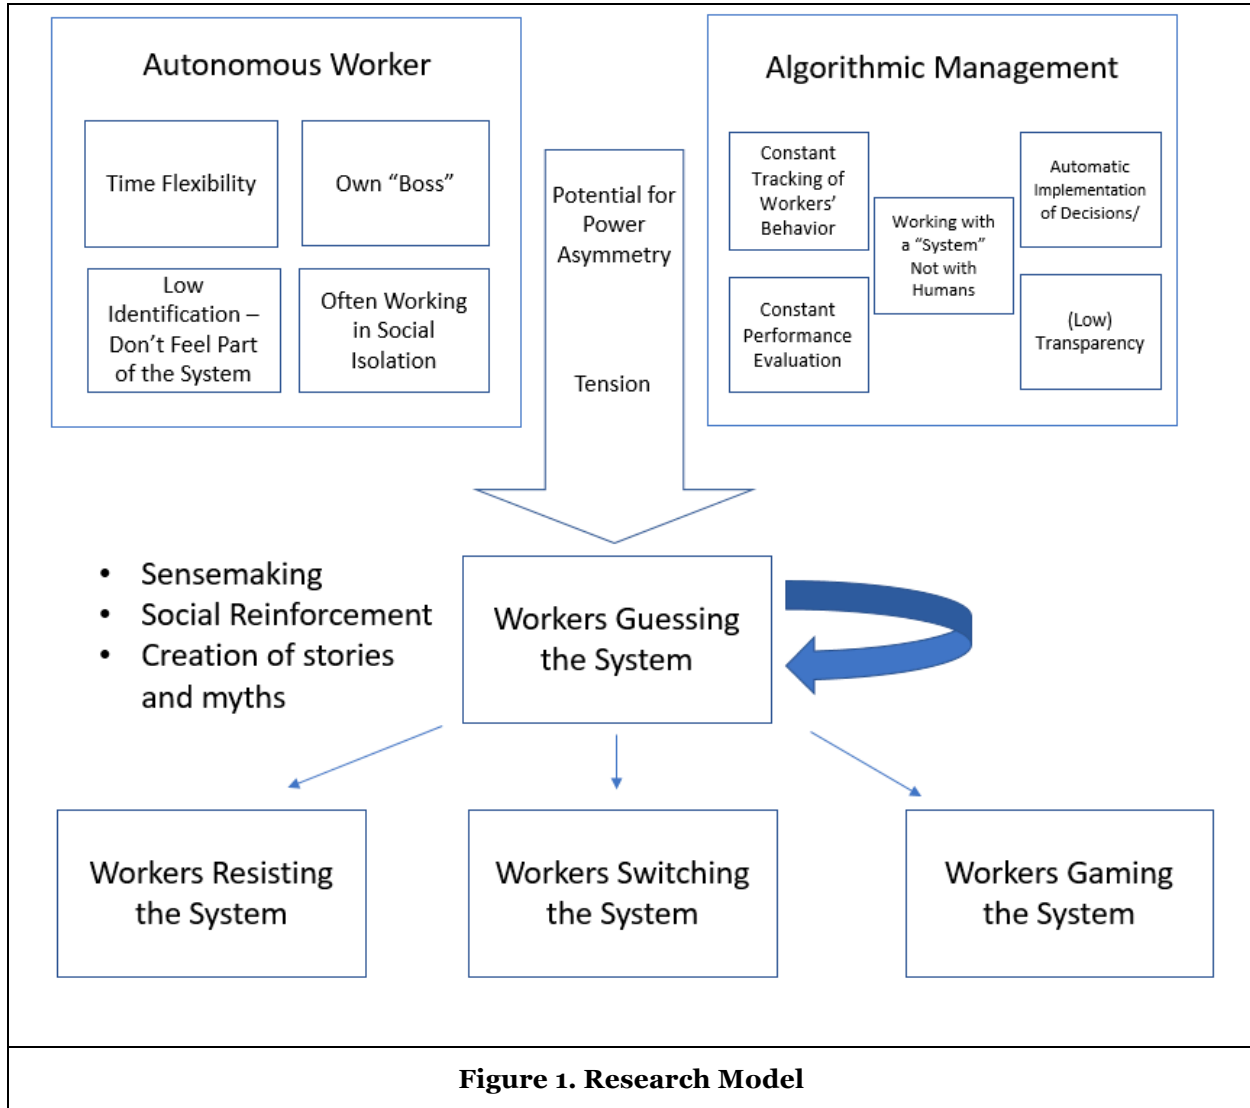 Autonomous Worker
Time Flexibility
Own “Boss”
Low
Identification –
Don’t Feel Part
of the System
Often Working
in Social
Isolation
Potential for
Power
Asymmetry
Tension
Algorithmic Management
Constant
Tracking of
Workers’
Behavior
Working with
a “System”
Not with
Humans
Automatic
Implementation
of Decisions/
Constant
Performance
Evaluation
(Low)
Transparency
• Sensemaking
• Social Reinforcement
• Creation of stories
and myths
Workers Guessing
the System
Workers Resisting
the System
Workers Switching
the System
Workers Gaming
the System
Figure 1. Research Model